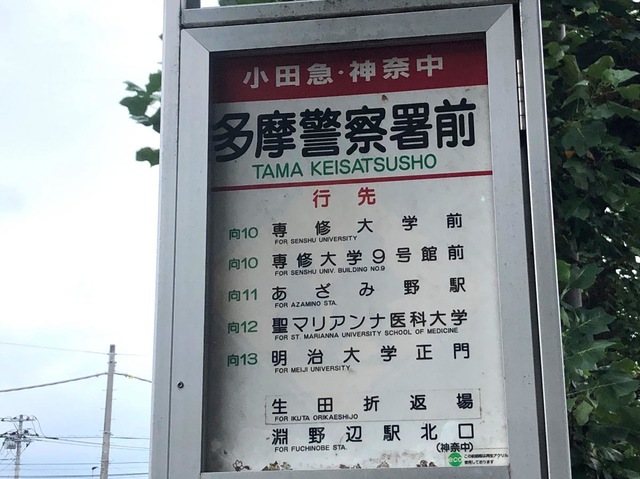 小田急・神奈中
多摩警察署前
TAMA KEISATSUSHO
行先
向10 専修大学前
FOR SENSHU UNIVERSITY
向10 専修大学9号館前
FOR SENSHU UNIV. BUILDING NO.9
向11 あざみ野駅
FOR AZAMINO STA.
向12 聖マリアンナ医科大学
FOR ST. MARIANNA UNIVERSITY SCHOOL OF MEDICINE
向13 明治大学正門
FOR MEIJI UNIVERSITY
生田折返場
FOR IKUTA ORIKAESHIJO
淵野辺駅北口
FOR FUCHINOBE STA.
(神奈中)
eco